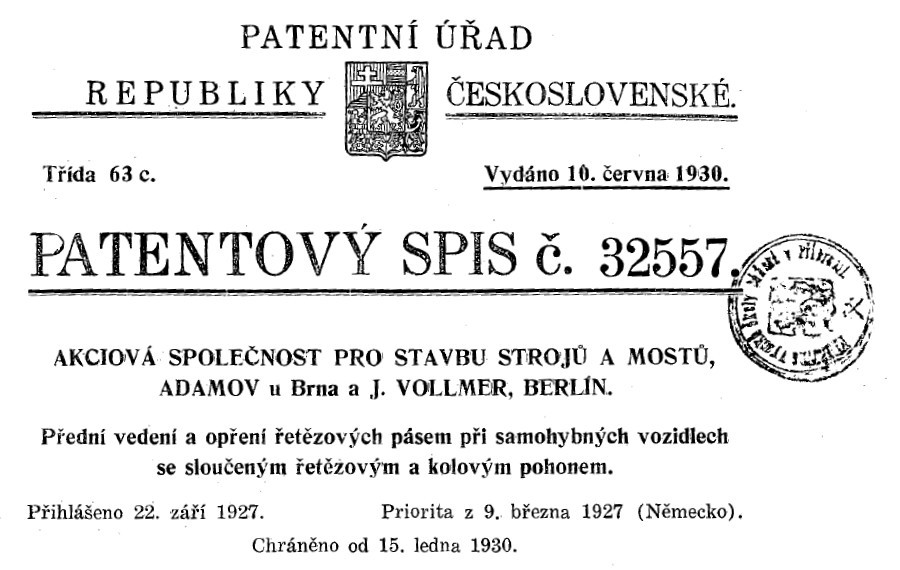 PATENTNÍ ÚŘAD
REPUBLIKY ČESKOSLOVENSKÉ.
Třída 63 c. Vydáno 10. června 1930.
PATENTOVÝ SPIS č. 32557.
AKCIOVÁ SPOLEČNOST PRO STAVBU STROJŮ A MOSTŮ,
ADAMOV u Brna a J. VOLLMER, BERLÍN.
Přední vedení a opření řetězových pásem při samohybných vozidlech
se sloučeným řetězovým a kolovým pohonem.
Přihlášeno 22. září 1927. Priorita z 9. března 1927 (Německo).
Chráněno od 15. ledna 1930.